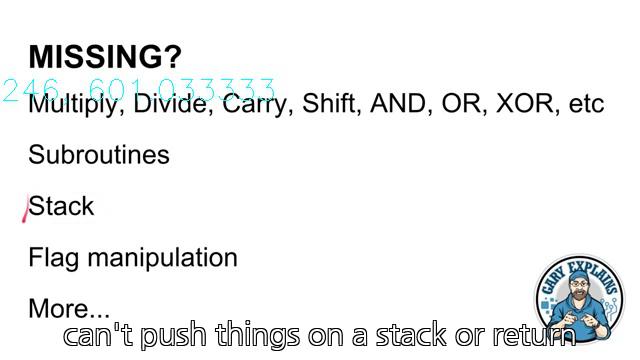 MISSING?
246, 601.033333
Multiply, Divide, Carry, Shift, AND, OR, XOR, etc
Subroutines
Stack
Flag manipulation
GARY EXPLAINS
More...
can't push things on a stack or return